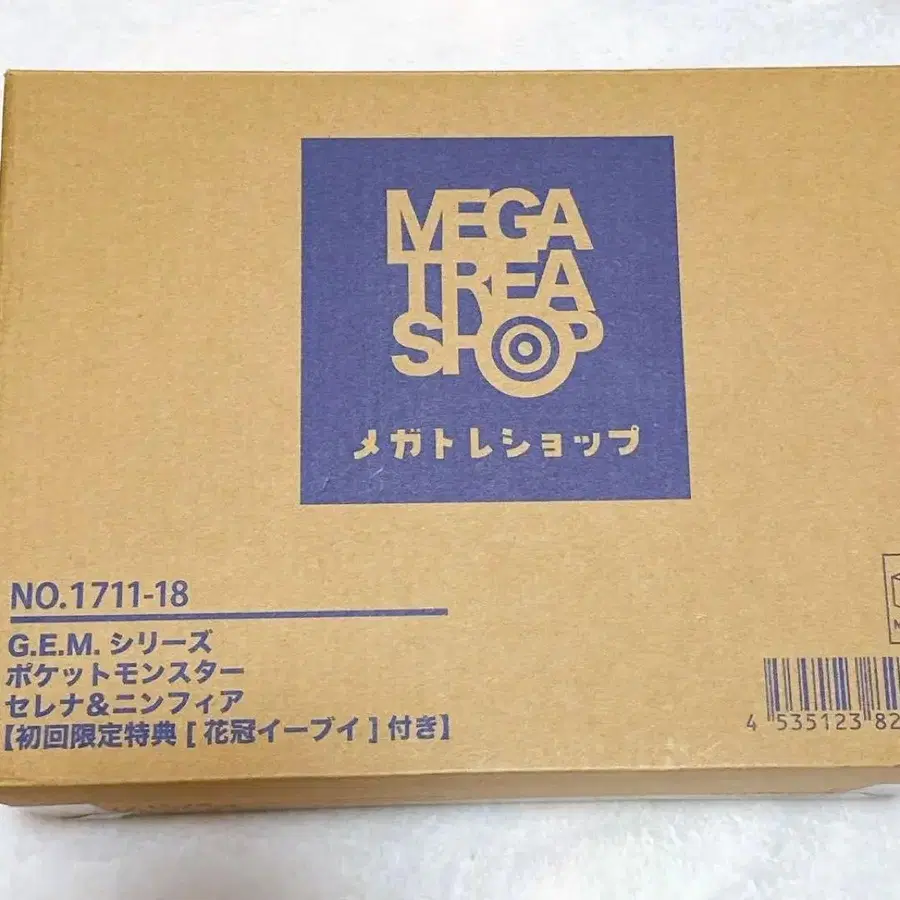 MEGA
TREA
SHOP
メガトレショップ
NO.1711-18
G.E.M. シリーズ
ポケットモンスター
セレナ&ニンフィア
【初回限定特典 [ 花冠イーブイ ] 付き】
4 535123 82